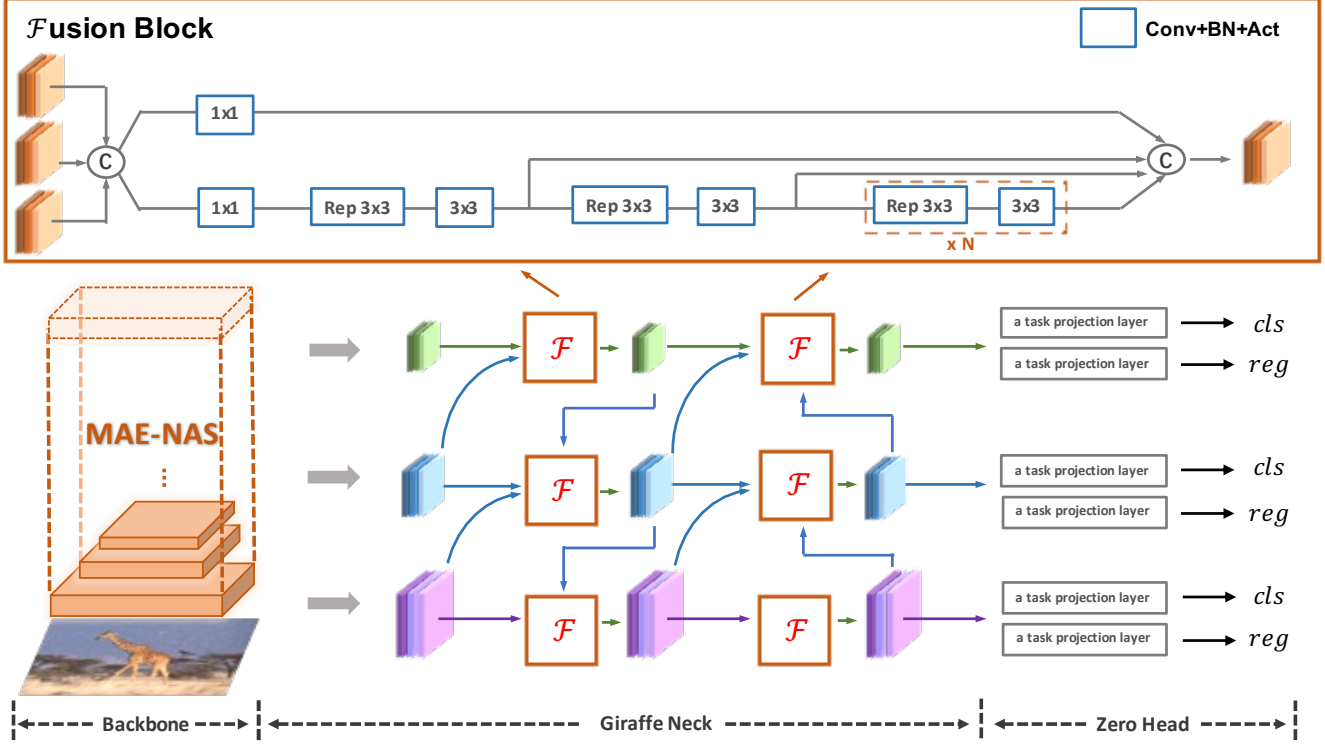 ℱusion Block
Conv+BN+Act
1x1
C
C
1x1
Rep 3x3
3x3
Rep 3x3
3x3
Rep 3x3
3x3
x N
MAE-NAS
...
ℱ
ℱ
a task projection layer
cls
a task projection layer
reg
ℱ
ℱ
a task projection layer
cls
a task projection layer
reg
ℱ
ℱ
a task projection layer
cls
a task projection layer
reg
Backbone
Giraffe Neck
Zero Head